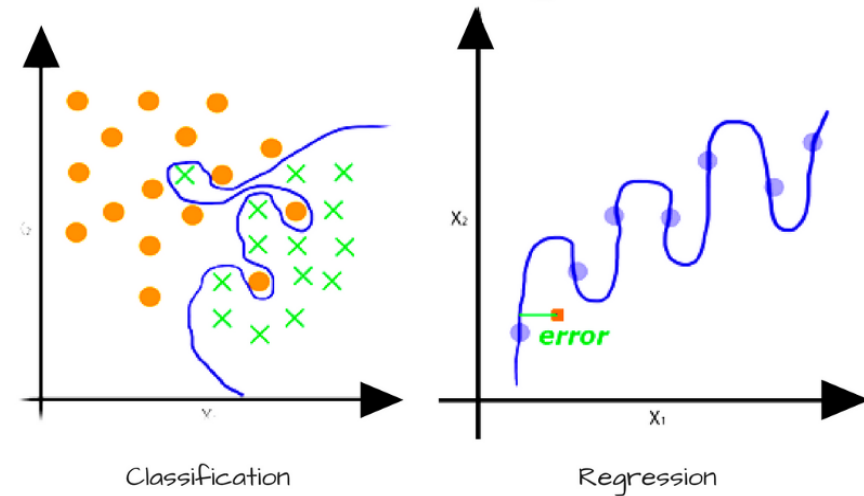 X₂
error
X₁
Classification
Regression